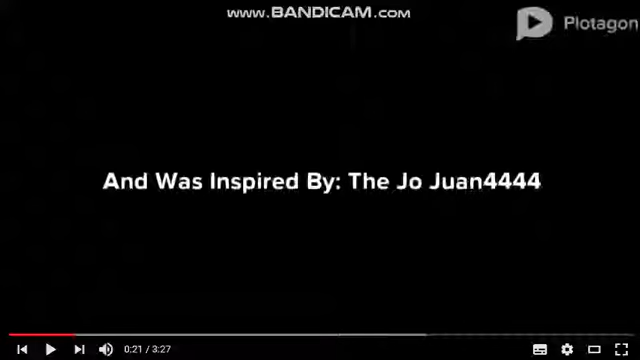 www.BANDICAM.com
Plotagon
And Was Inspired By: The Jo Juan4444
0:21 / 3:27